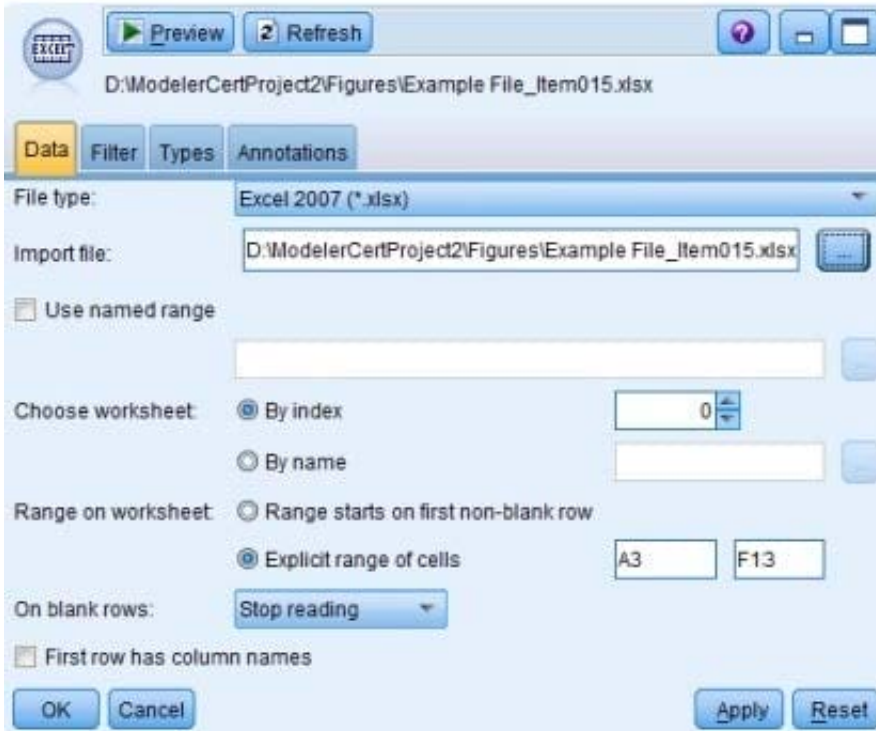 EXCEL
Preview
2 Refresh
?
D:\ModelerCertProject2\Figures\Example File_Item015.xlsx
Data Filter Types Annotations
File type: Excel 2007 (*.xlsx)
Import file: D:\ModelerCertProject2\Figures\Example File_Item015.xlsx ...
Use named range
...
Choose worksheet: By index 0
By name ...
Range on worksheet: Range starts on first non-blank row
Explicit range of cells A3 F13
On blank rows: Stop reading
First row has column names
OK Cancel Apply Reset